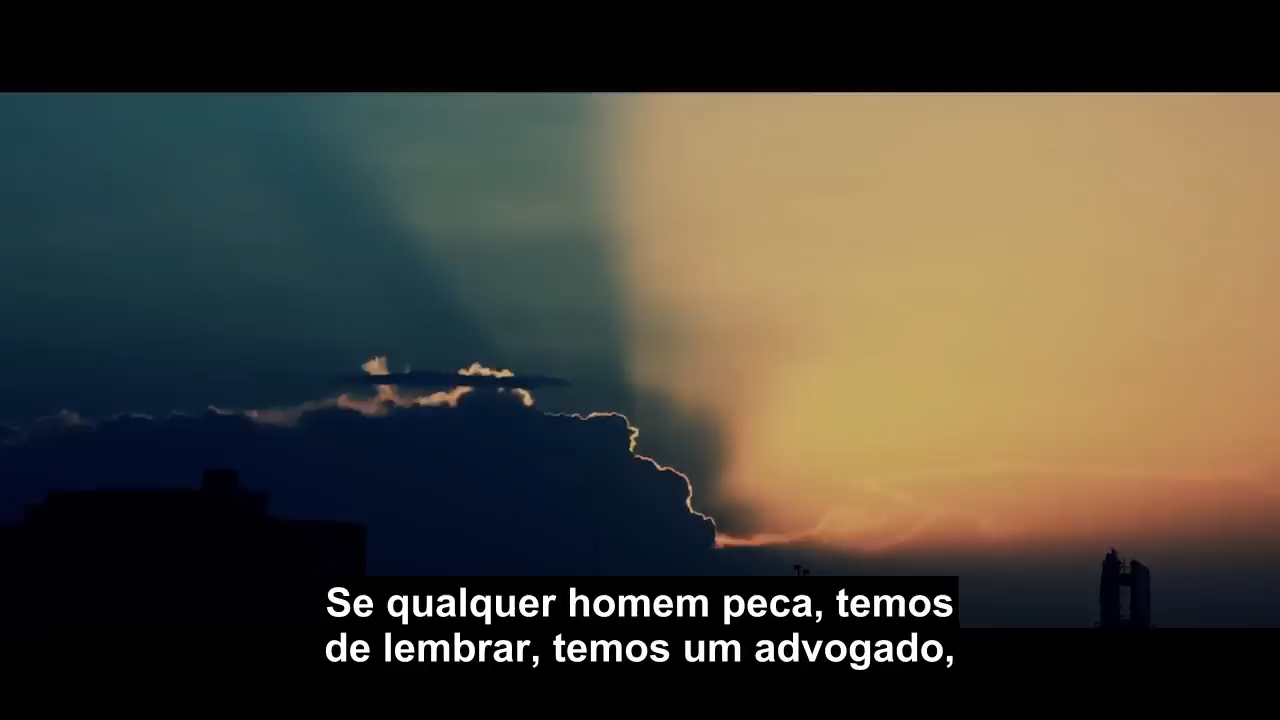 Se qualquer homem peca, temos
de lembrar, temos um advogado,